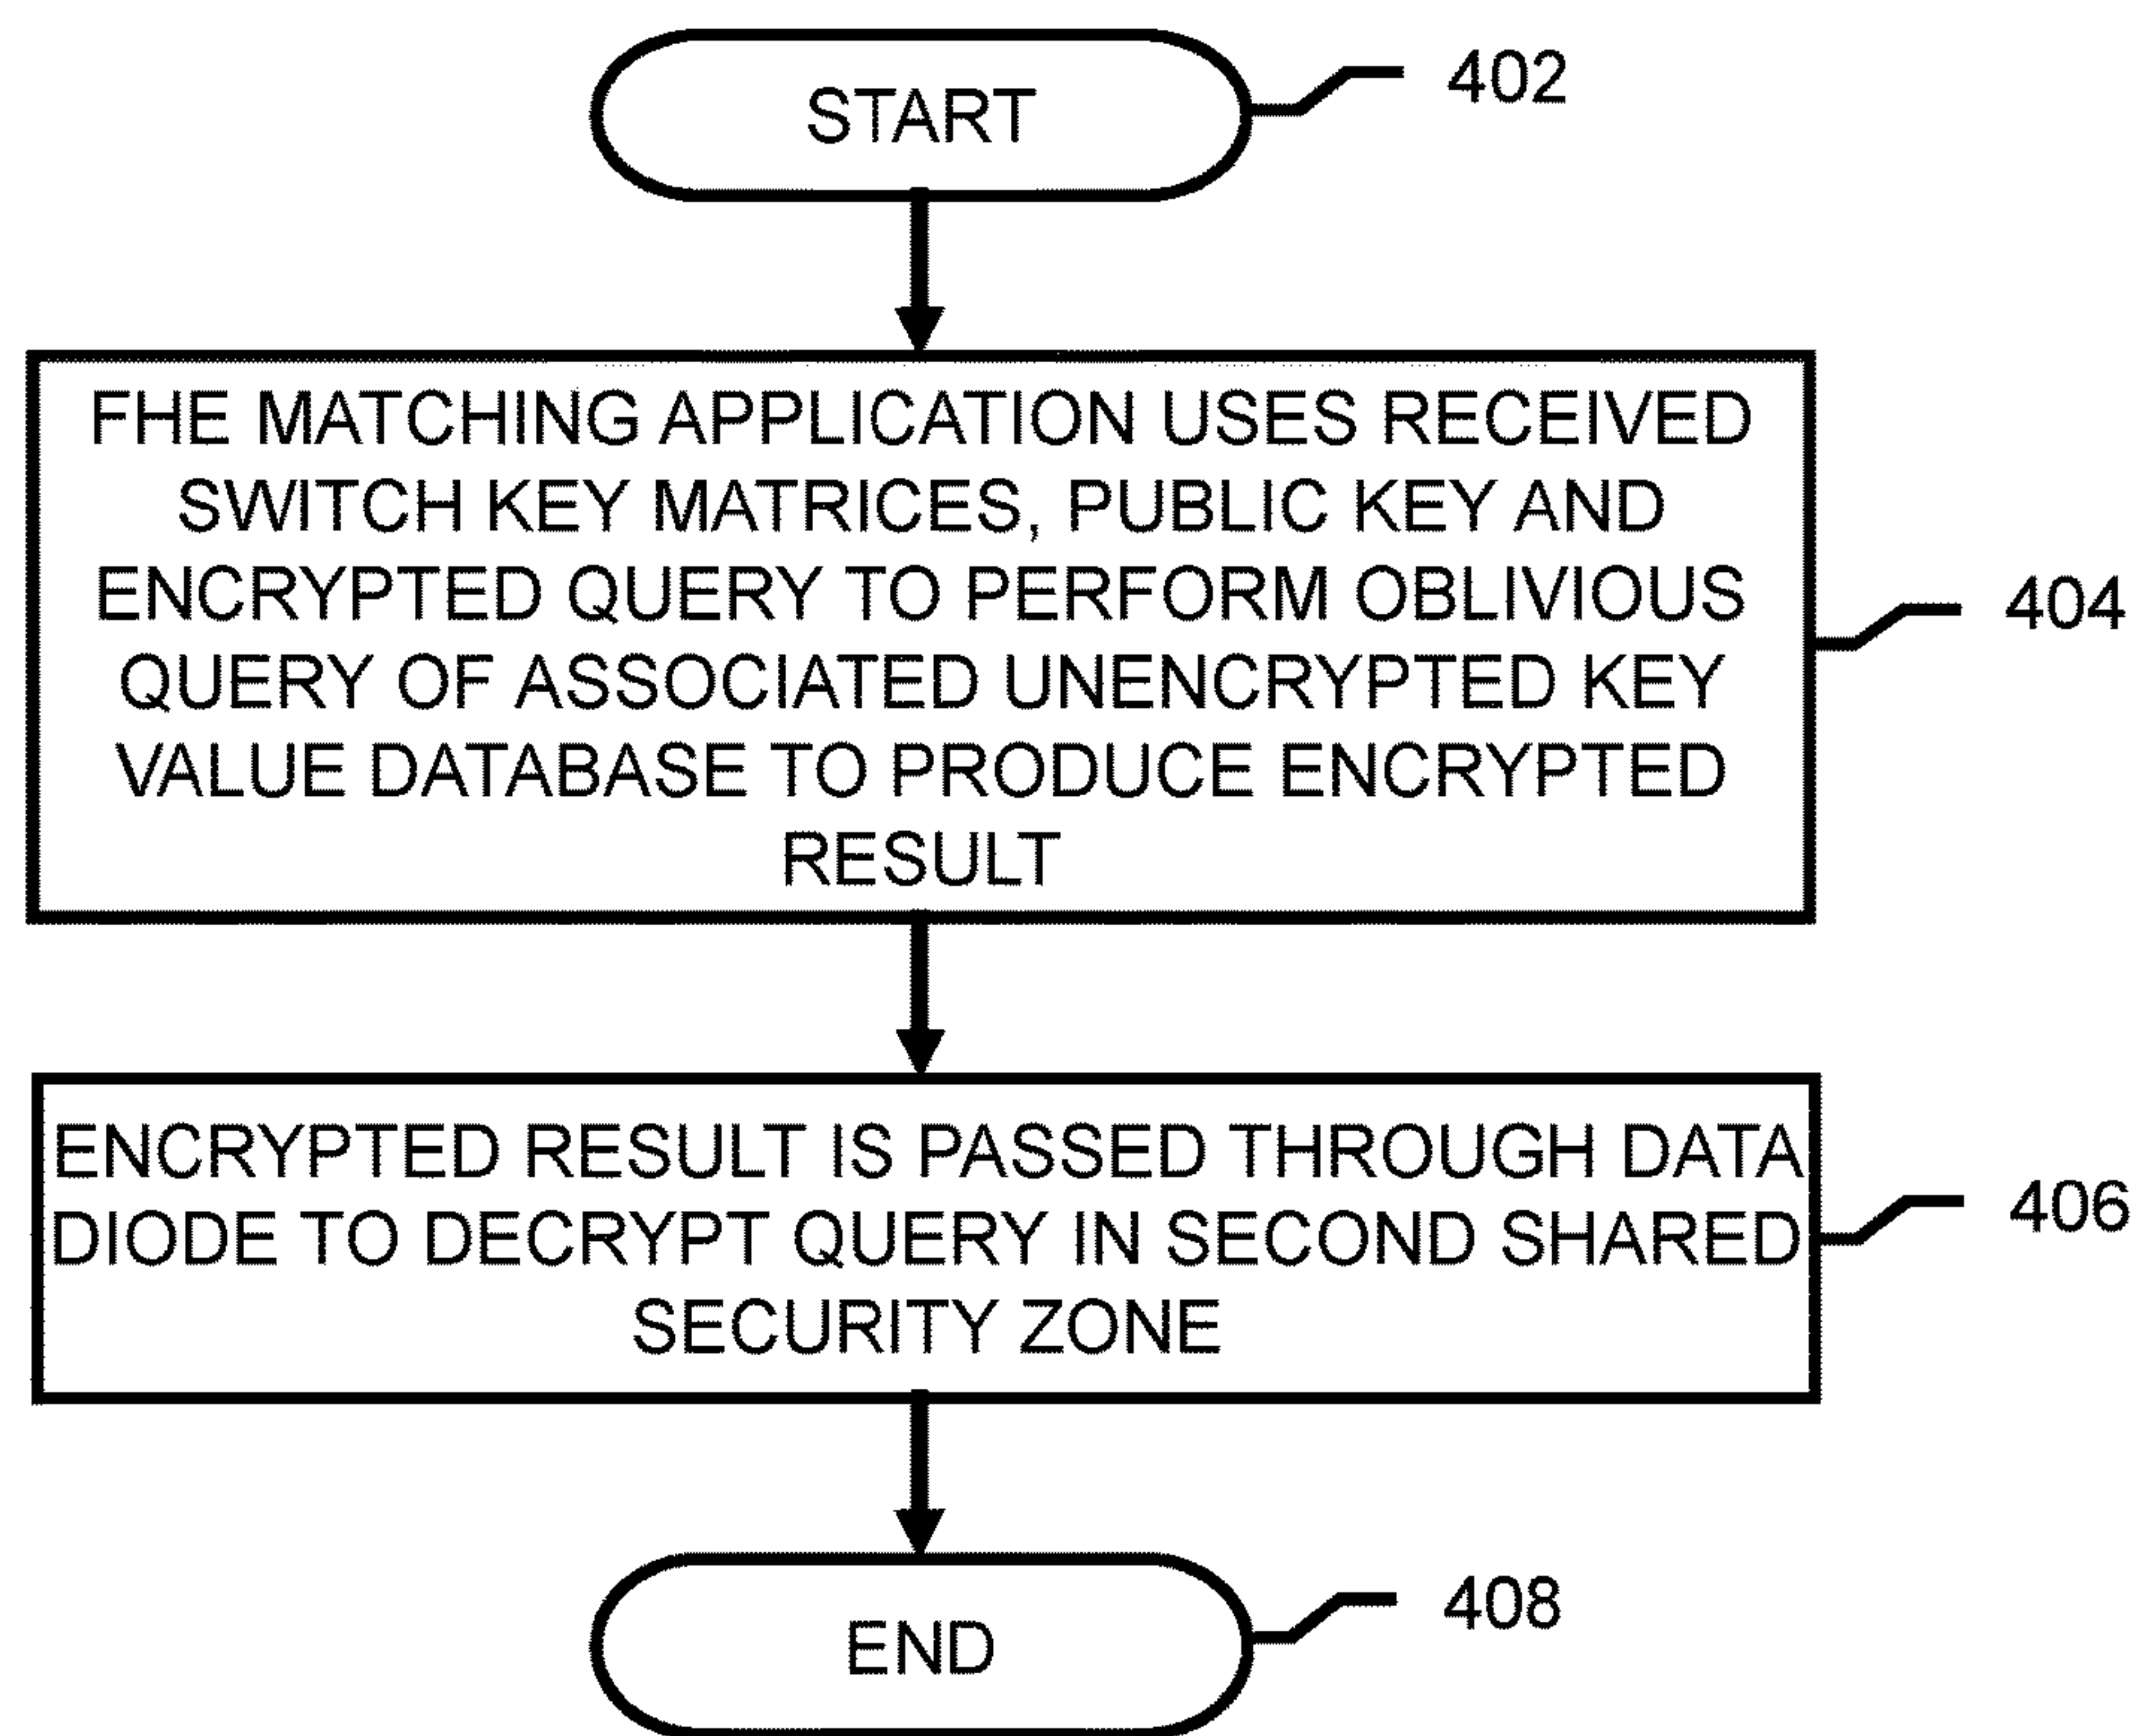 START
402
FHE MATCHING APPLICATION USES RECEIVED
SWITCH KEY MATRICES, PUBLIC KEY AND
ENCRYPTED QUERY TO PERFORM OBLIVIOUS
QUERY OF ASSOCIATED UNENCRYPTED KEY
VALUE DATABASE TO PRODUCE ENCRYPTED
RESULT
404
ENCRYPTED RESULT IS PASSED THROUGH DATA
DIODE TO DECRYPT QUERY IN SECOND SHARED
SECURITY ZONE
406
END
408